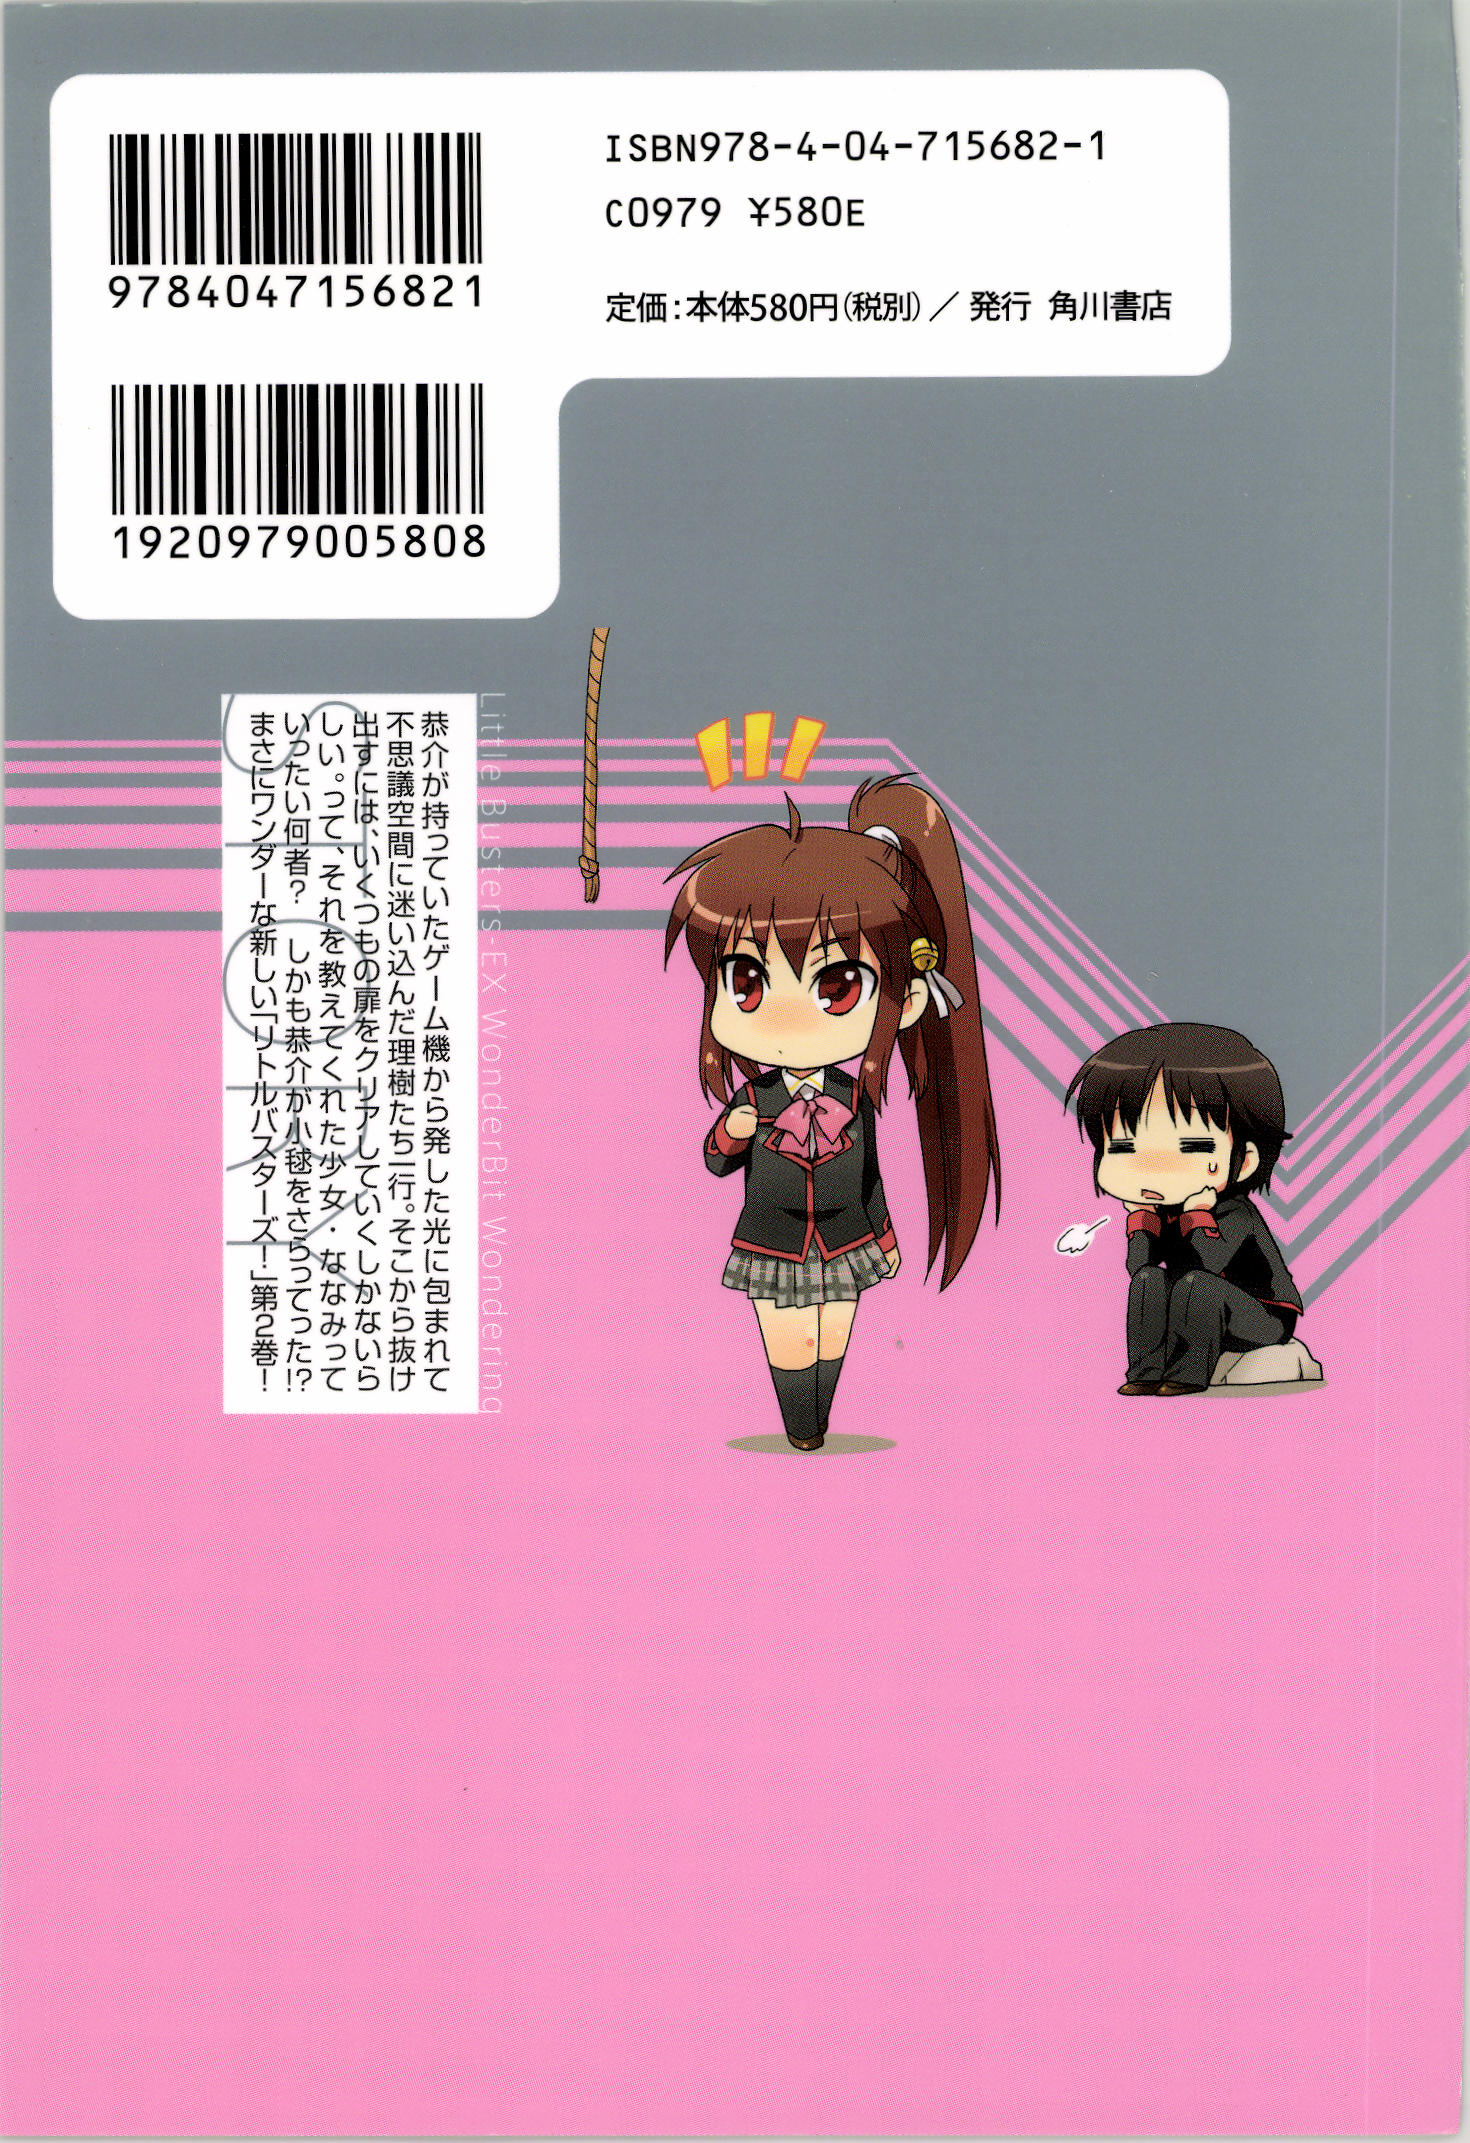 ISBN978-4-04-715682-1
C0979 ¥580E
定価：本体580円（税別）／発行 角川書店
9784047156821
1920979005808
Little Busters-EX WonderBit Wondering
STORY
恭介が持っていたゲーム機から発した光に包まれて
不思議空間に迷い込んだ理樹たち一行。そこから抜け
出すには、いくつもの扉をクリアしていくしかないら
しい。って、それを教えてくれた少女・ななみって
いったい何者？ しかも恭介が小毬をさらってった!?
まさにワンダーな新しい「リトルバスターズ！」第2巻！